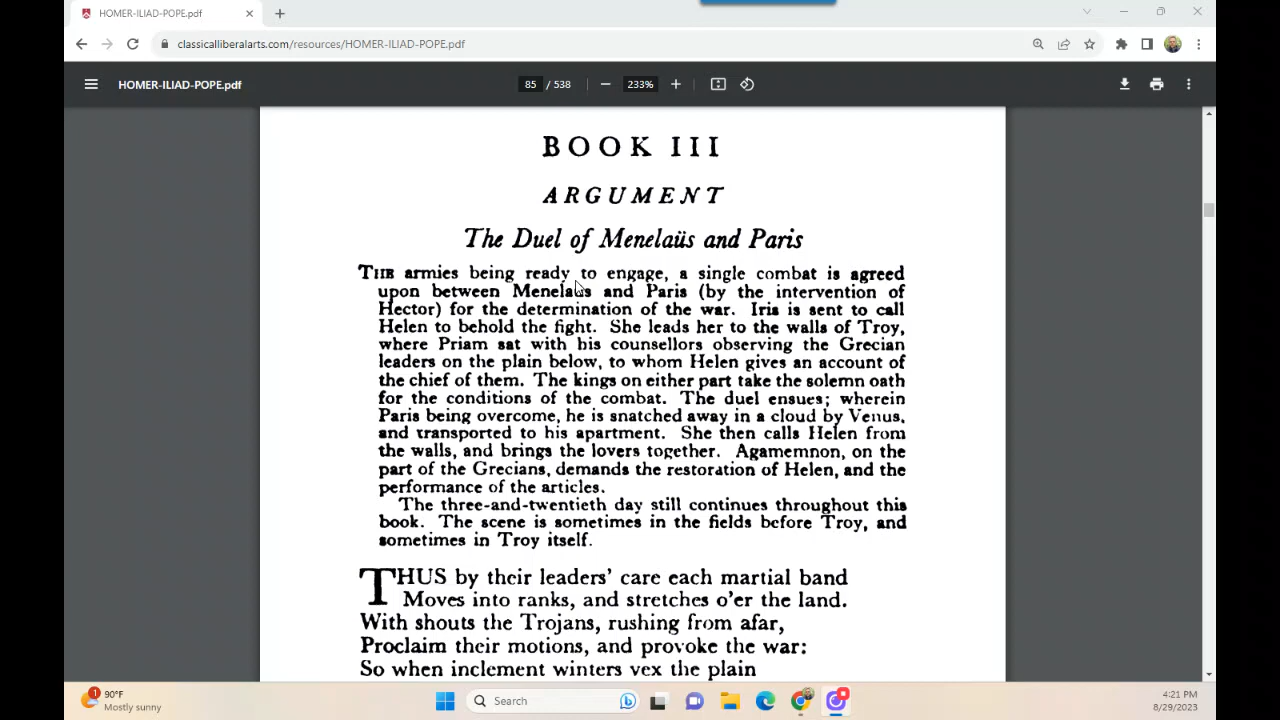 HOMER-ILIAD-POPE.pdf
classicalliberalarts.com/resources/HOMER-ILIAD-POPE.pdf
HOMER-ILIAD-POPE.pdf
85 / 538
233%
BOOK III
ARGUMENT
The Duel of Menelaüs and Paris
THE armies being ready to engage, a single combat is agreed
upon between Menelaüs and Paris (by the intervention of
Hector) for the determination of the war. Iris is sent to call
Helen to behold the fight. She leads her to the walls of Troy,
where Priam sat with his counsellors observing the Grecian
leaders on the plain below, to whom Helen gives an account of
the chief of them. The kings on either part take the solemn oath
for the conditions of the combat. The duel ensues; wherein
Paris being overcome, he is snatched away in a cloud by Venus,
and transported to his apartment. She then calls Helen from
the walls, and brings the lovers together. Agamemnon, on the
part of the Grecians, demands the restoration of Helen, and the
performance of the articles.
The three-and-twentieth day still continues throughout this
book. The scene is sometimes in the fields before Troy, and
sometimes in Troy itself.
THUS by their leaders' care each martial band
Moves into ranks, and stretches o'er the land.
With shouts the Trojans, rushing from afar,
Proclaim their motions, and provoke the war:
So when inclement winters vex the plain
1
90°F
Mostly sunny
Search
4:21 PM
8/29/2023